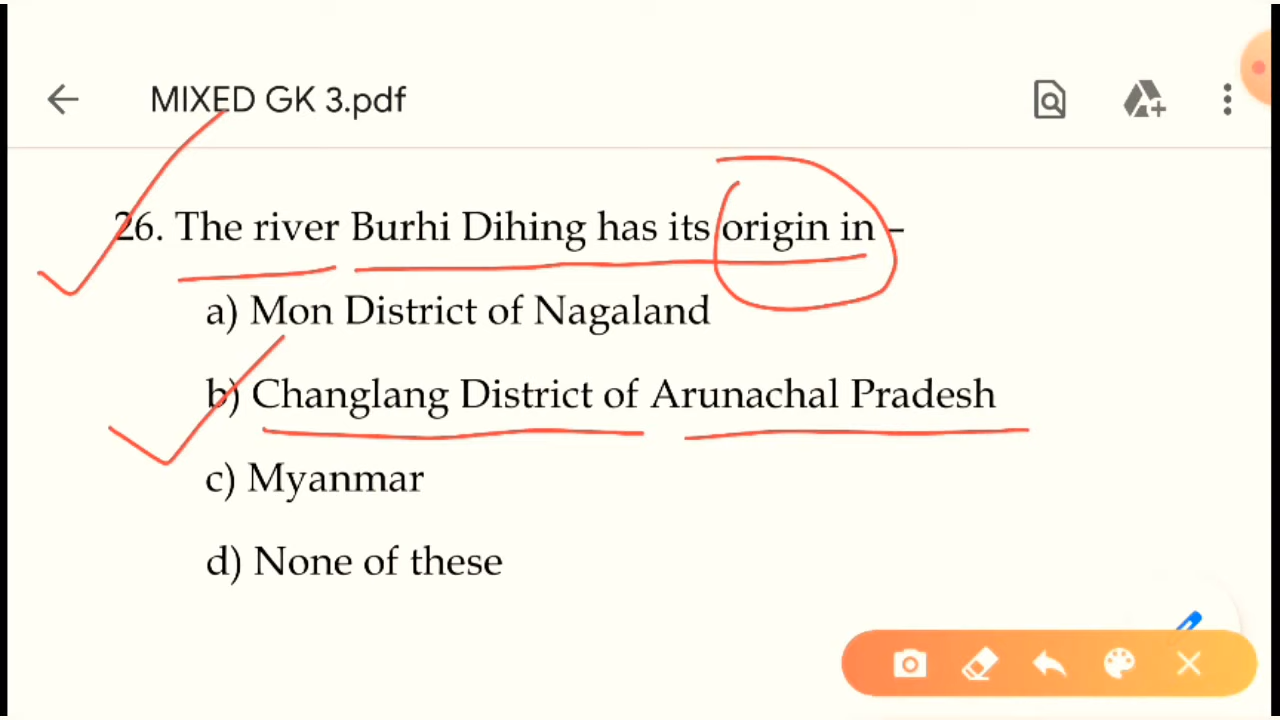 MIXED GK 3.pdf
26. The river Burhi Dihing has its origin in –
a) Mon District of Nagaland
b) Changlang District of Arunachal Pradesh
c) Myanmar
d) None of these